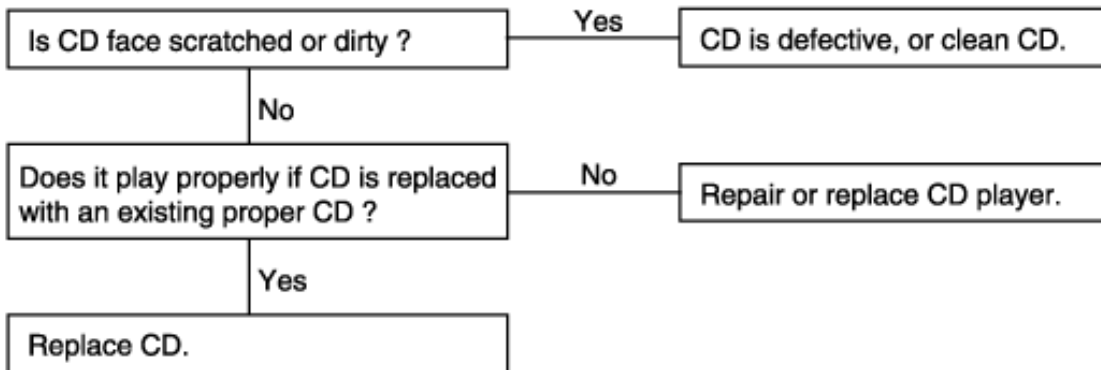 Is CD face scratched or dirty ?
Yes
CD is defective, or clean CD.
No
Does it play properly if CD is replaced
with an existing proper CD ?
No
Repair or replace CD player.
Yes
Replace CD.